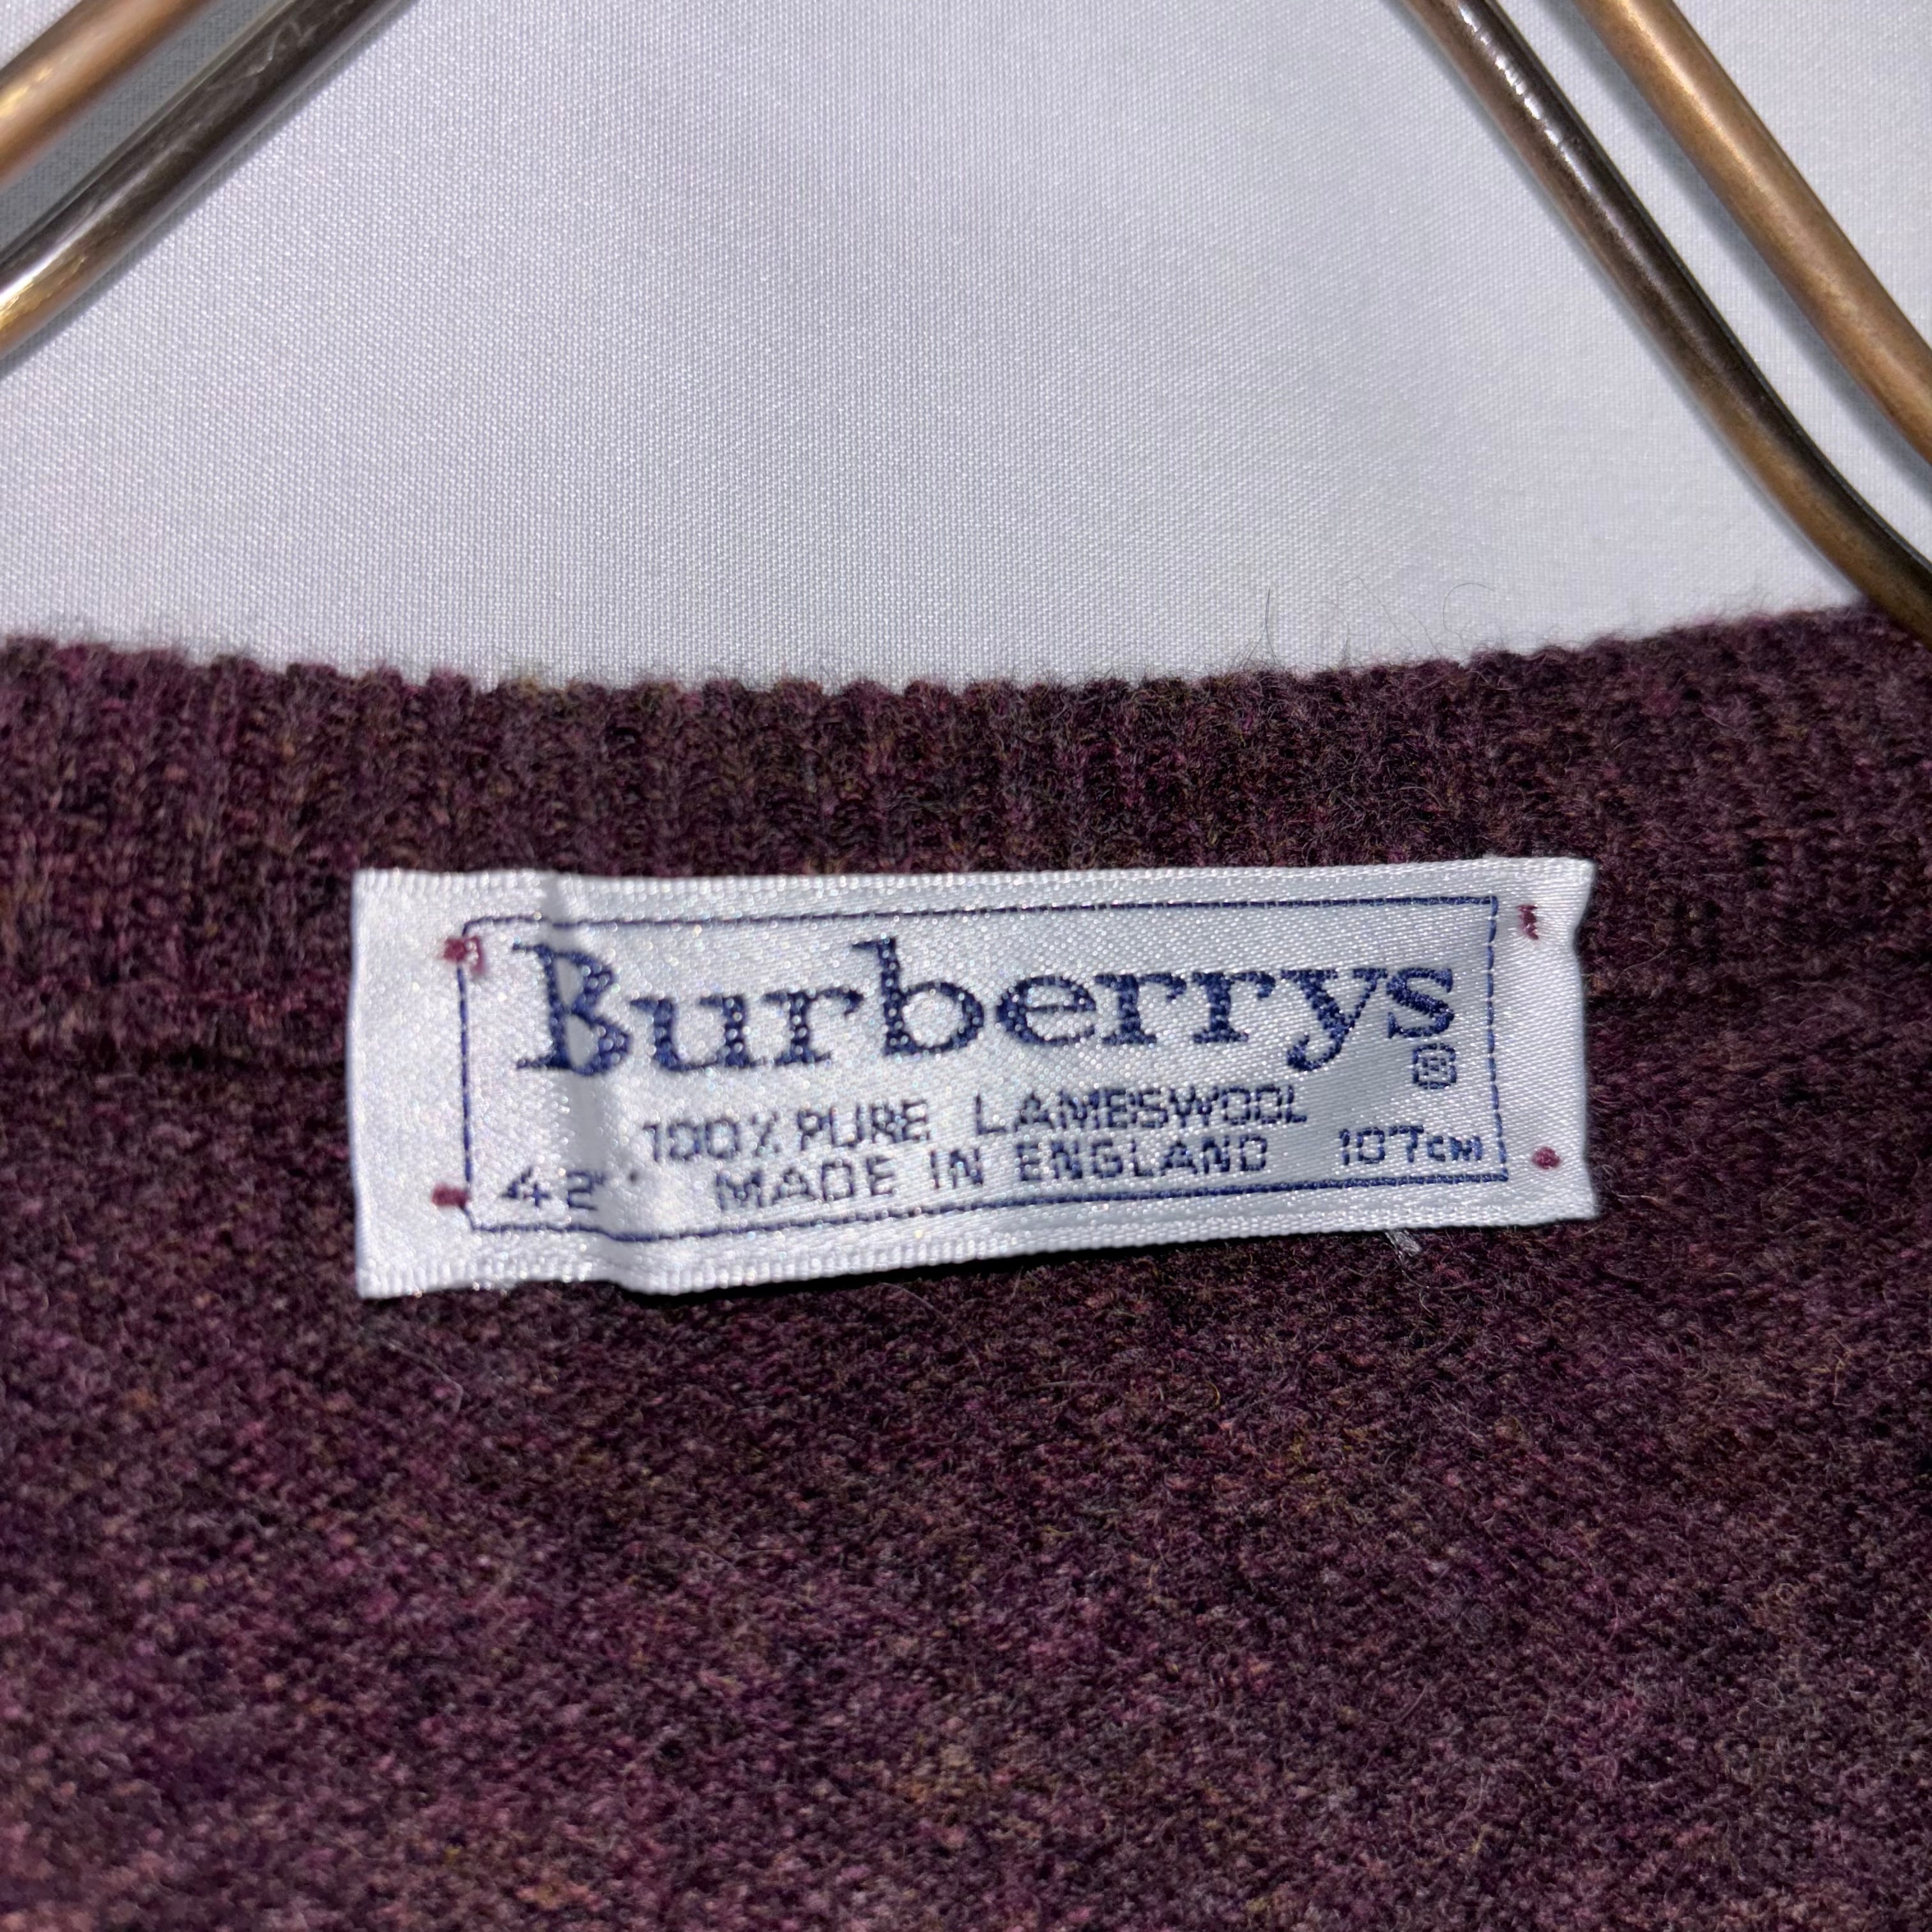 Burberrys®
100% PURE LAMBSWOOL
42" MADE IN ENGLAND 107CM